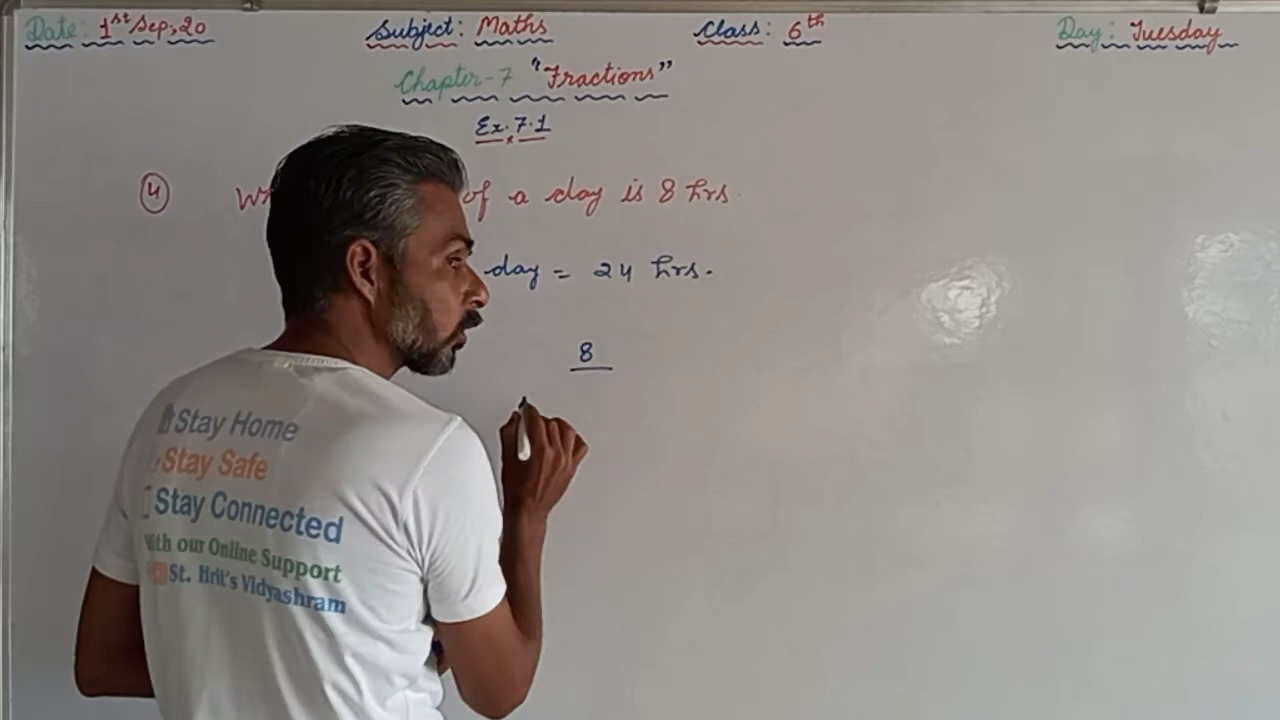 Date: 1st Sep, 20 Subject: Maths Class: 6th Day: Tuesday
Chapter-7 "Fractions"
Ex. 7.1
4 of a day is 8 hrs.
day = 24 hrs.
8
Stay Home
Stay Safe
Stay Connected
With our Online Support
St. Hrit's Vidyashram